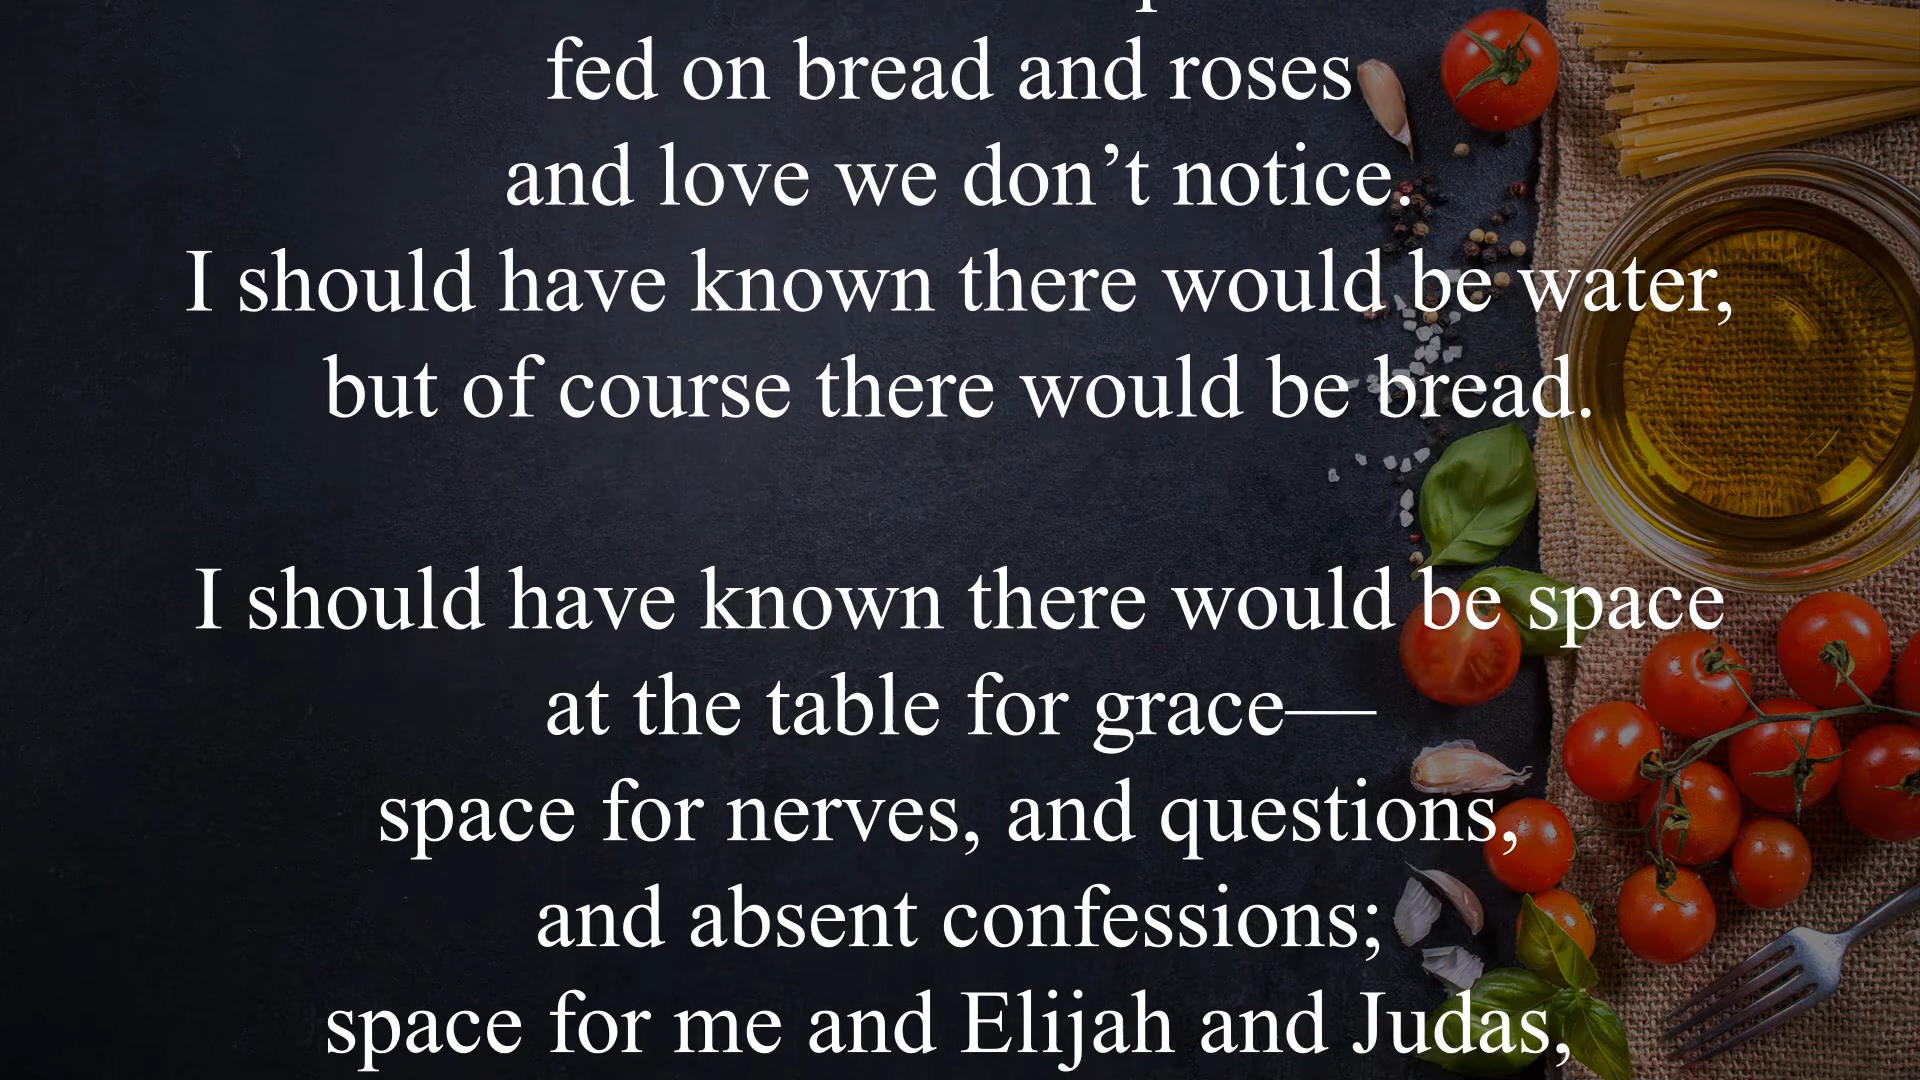 fed on bread and roses
and love we don’t notice.
I should have known there would be water,
but of course there would be bread.
I should have known there would be space
at the table for grace—
space for nerves, and questions,
and absent confessions;
space for me and Elijah and Judas,